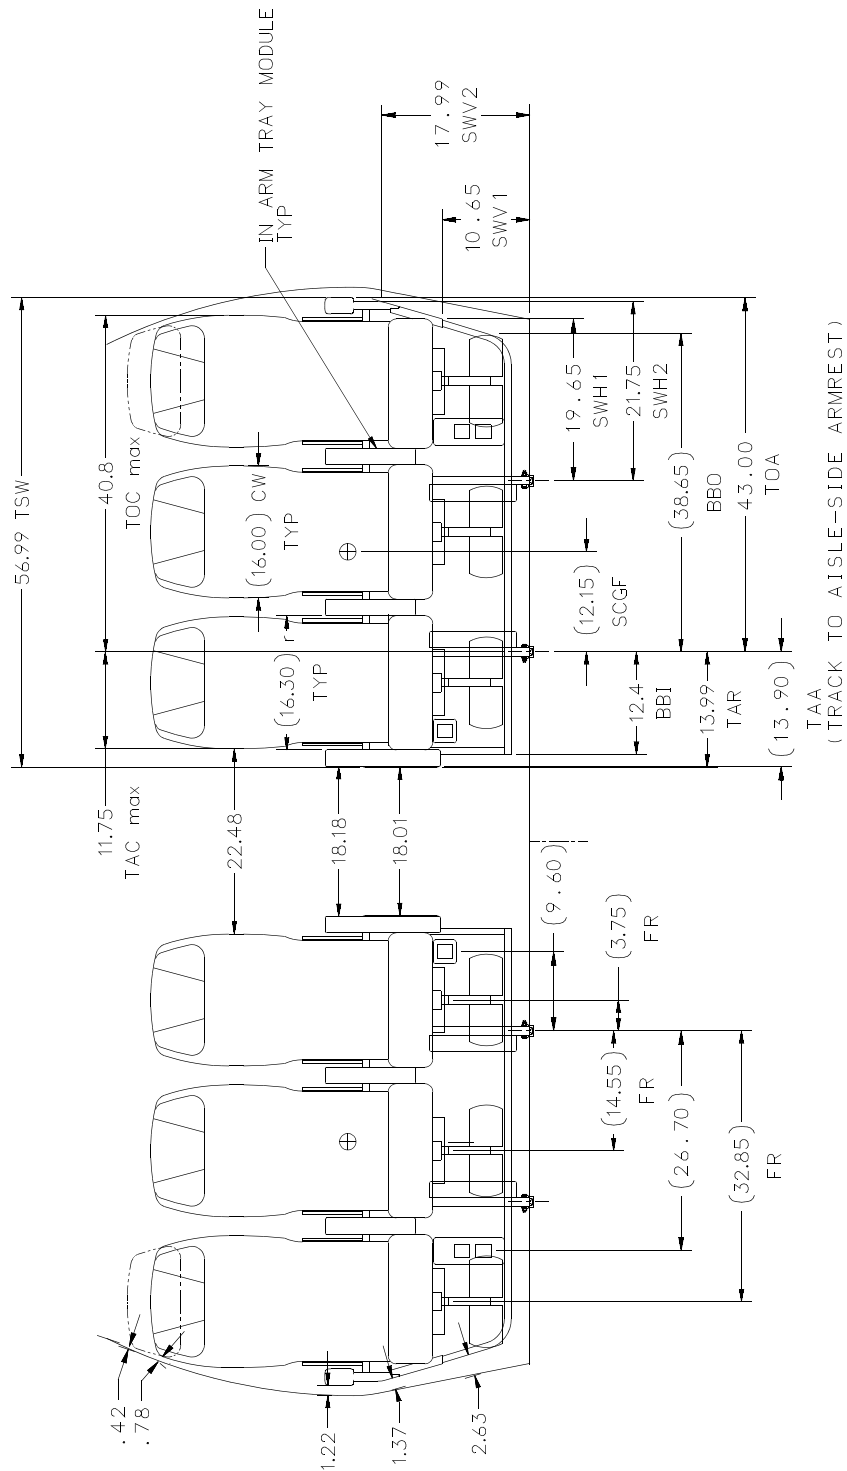 56.99 TSW
40.8
TOC max
11.75
TAC max
IN ARM TRAY MODULE
TYP
(16.00) CW
TYP
(16.30) r
TYP
22.48
18.18
18.01
17.99
SWV2
10.65
SWV1
19.65
SWH1
21.75
SWH2
(38.65)
BBO
43.00
TOA
(12.15)
SCGF
12.4
BBI
13.99
TAR
(13.90)
TAA
(TRACK TO AISLE-SIDE ARMREST)
(9.60)
(3.75)
FR
(14.55)
FR
(26.70)
(32.85)
FR
.42
.78
1.22
1.37
2.63